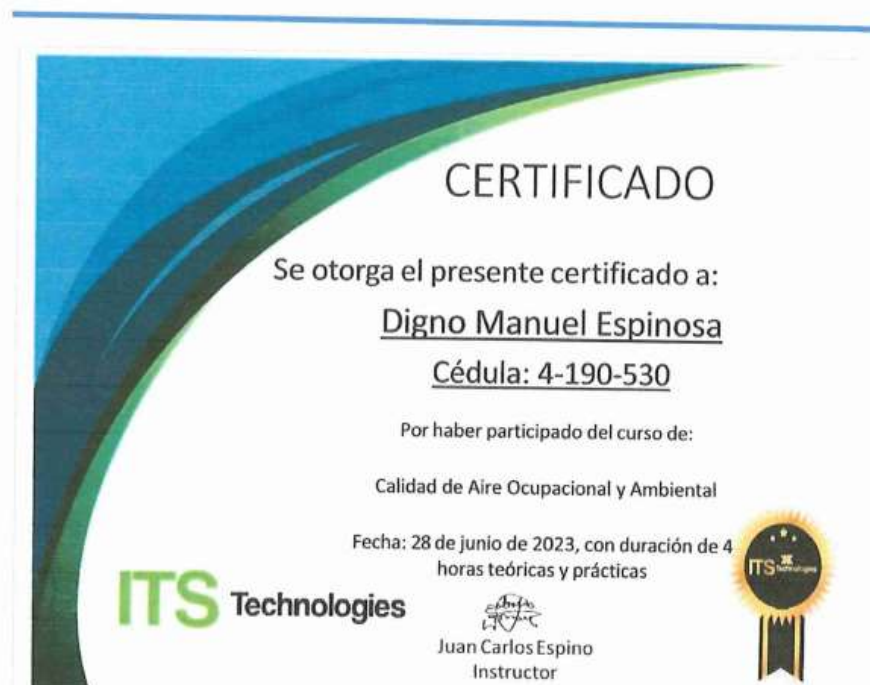 CERTIFICADO
Se otorga el presente certificado a:
Digno Manuel Espinosa
Cédula: 4-190-530
Por haber participado del curso de:
Calidad de Aire Ocupacional y Ambiental
Fecha: 28 de junio de 2023, con duración de 4
horas teóricas y prácticas
ITS Technologies
Juan Carlos Espino
Instructor
ITS Technologies